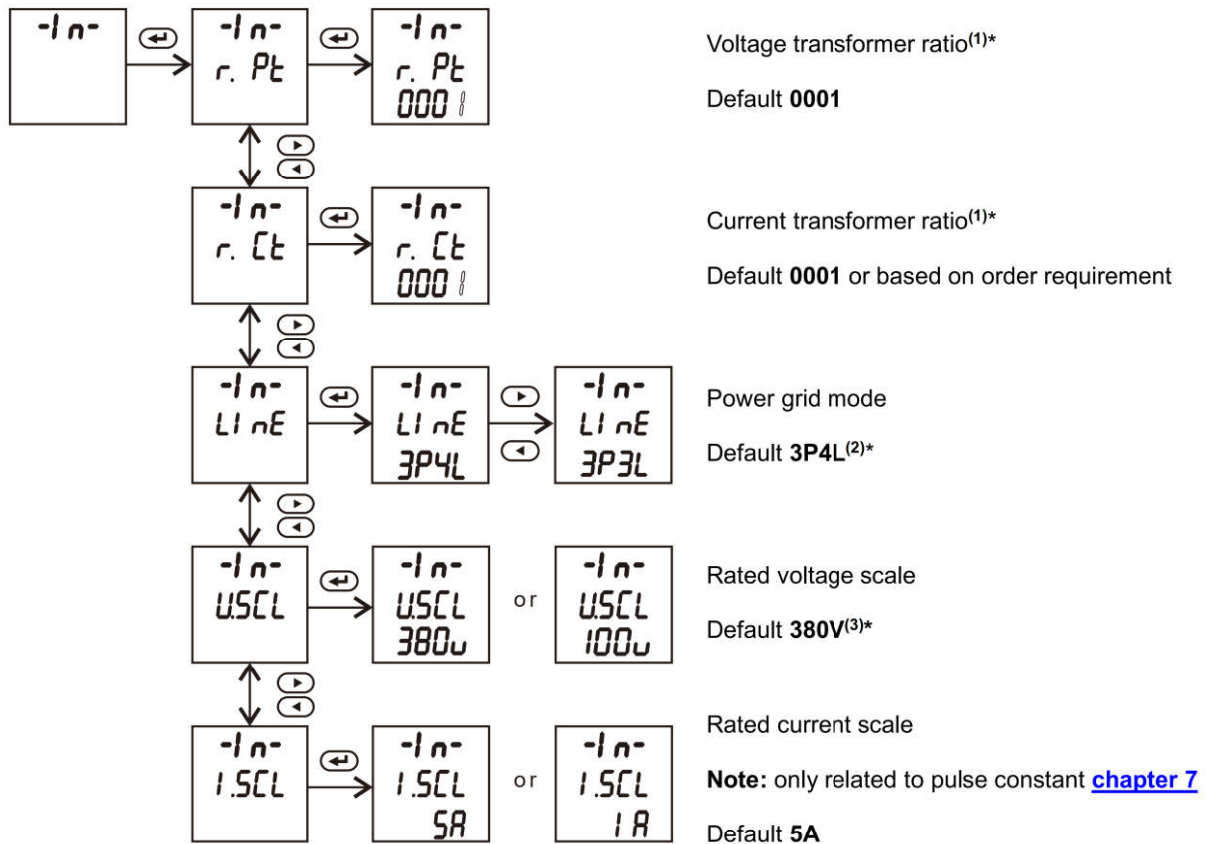 -In- -In- -In- Voltage transformer ratio(1)*
r. Pt r. Pt
0001 Default 0001
-In- -In- Current transformer ratio(1)*
r. Ct r. Ct
0001 Default 0001 or based on order requirement
-In- -In- -In- Power grid mode
LInE LInE LInE
3P4L 3P3L Default 3P4L(2)*
-In- -In- -In- Rated voltage scale
U.SCL U.SCL or U.SCL
380v 100v Default 380V(3)*
Rated current scale
-In- -In- -In-
I.SCL I.SCL or I.SCL Note: only related to pulse constant chapter 7
5A 1A Default 5A